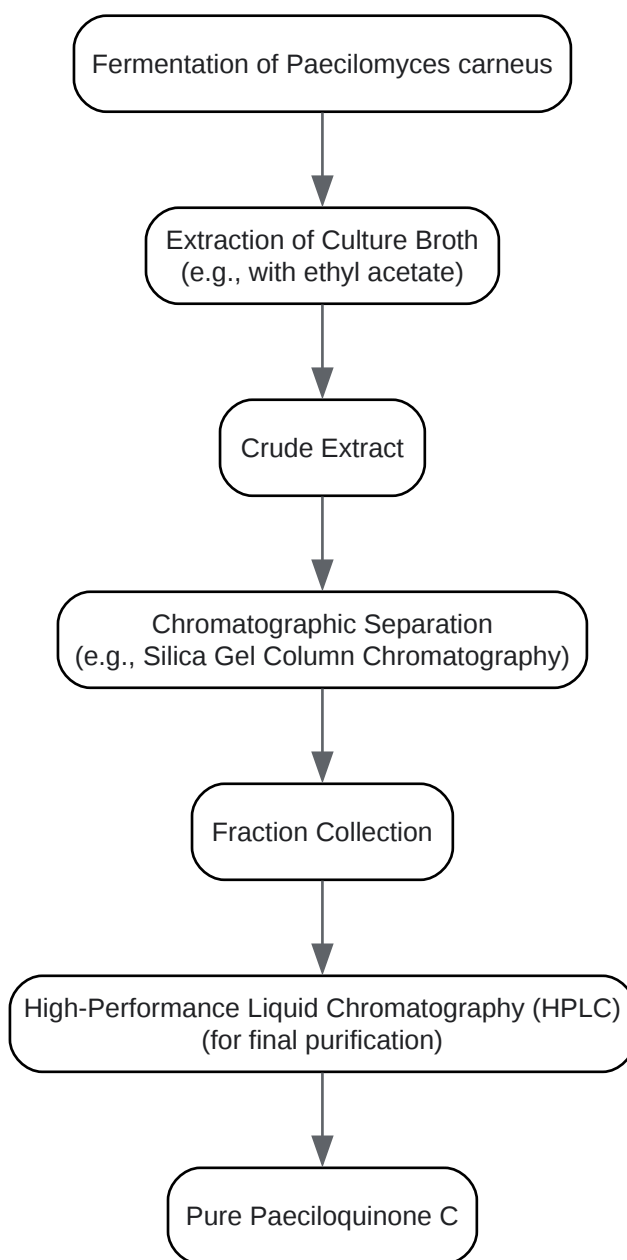 Fermentation of Paecilomyces carneus
Extraction of Culture Broth
(e.g., with ethyl acetate)
Crude Extract
Chromatographic Separation
(e.g., Silica Gel Column Chromatography)
Fraction Collection
High-Performance Liquid Chromatography (HPLC)
(for final purification)
Pure Paeciloquinone C